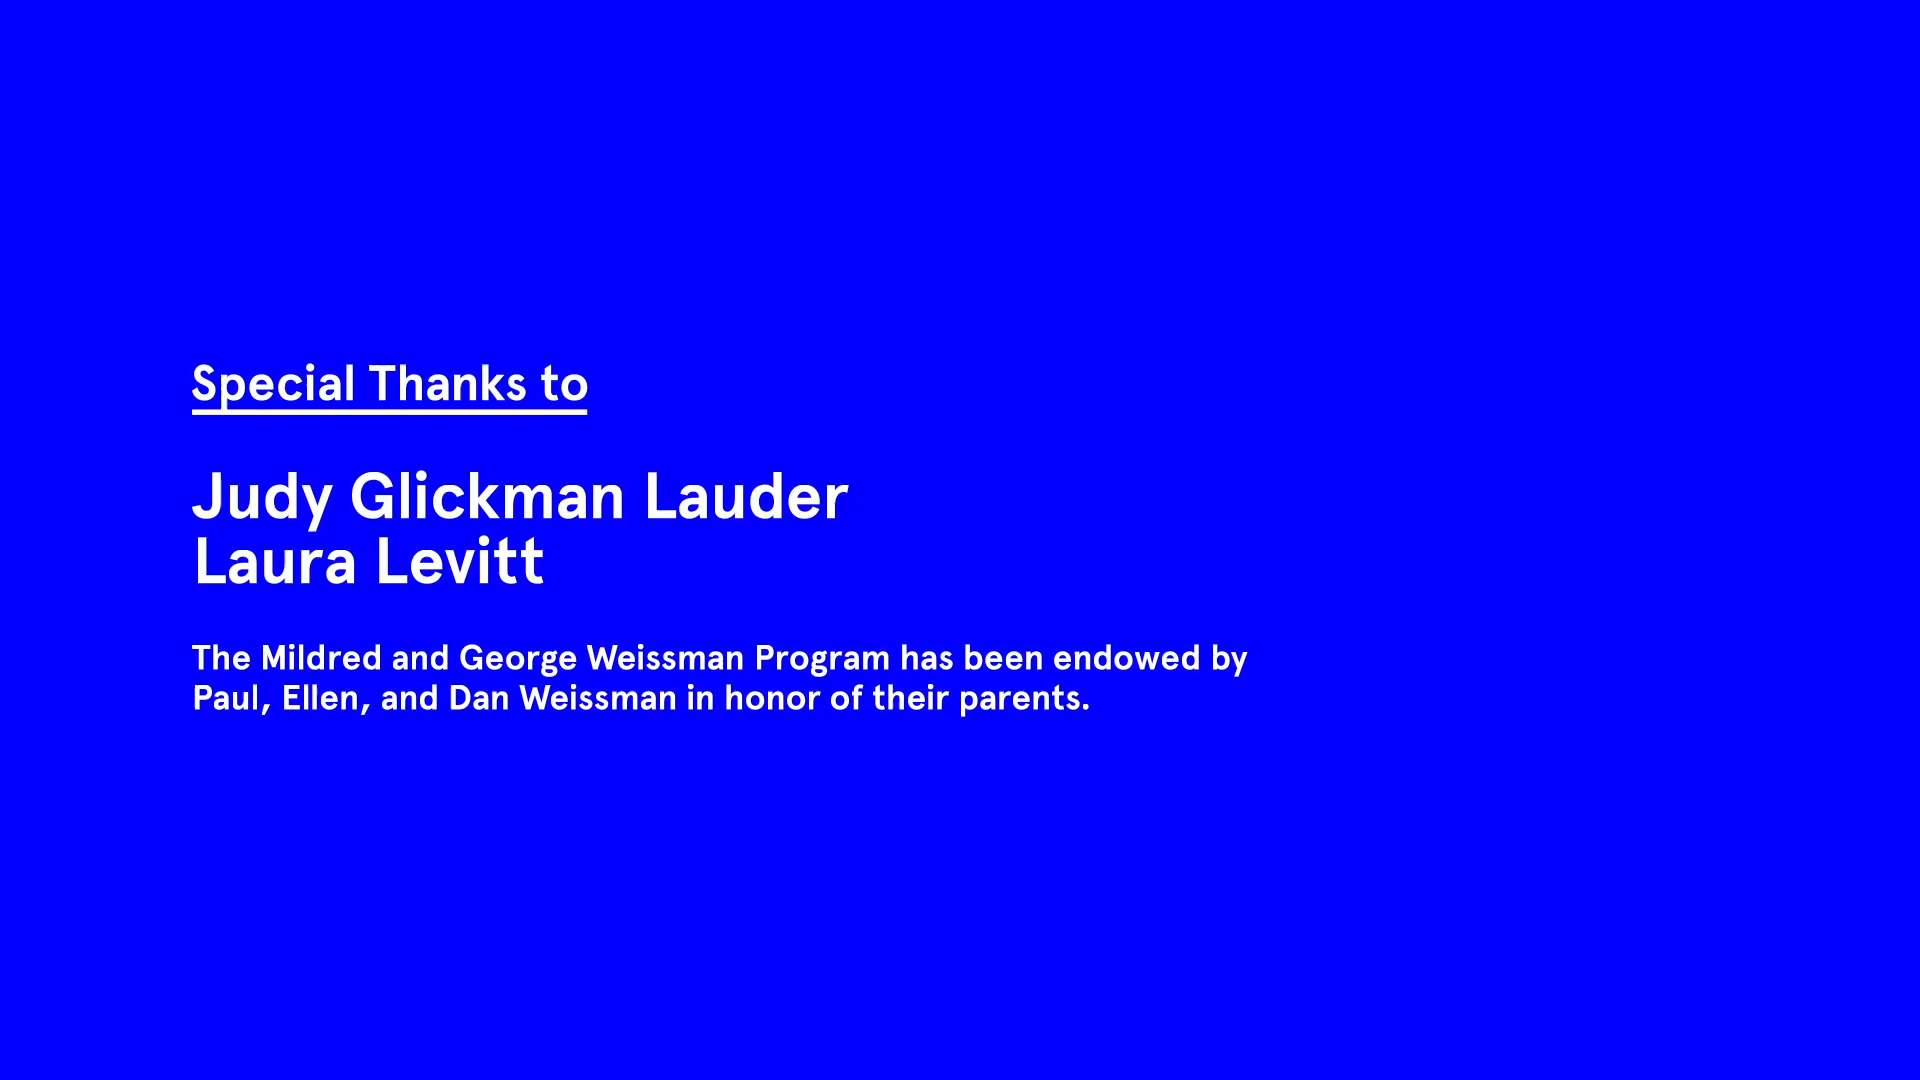 Special Thanks to
Judy Glickman Lauder
Laura Levitt
The Mildred and George Weissman Program has been endowed by
Paul, Ellen, and Dan Weissman in honor of their parents.